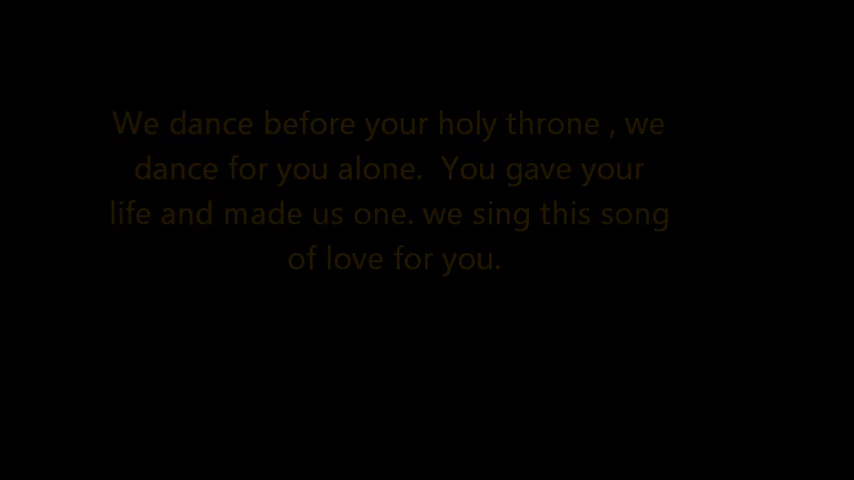 We dance before your holy throne , we
dance for you alone.  You gave your
life and made us one. we sing this song
of love for you.